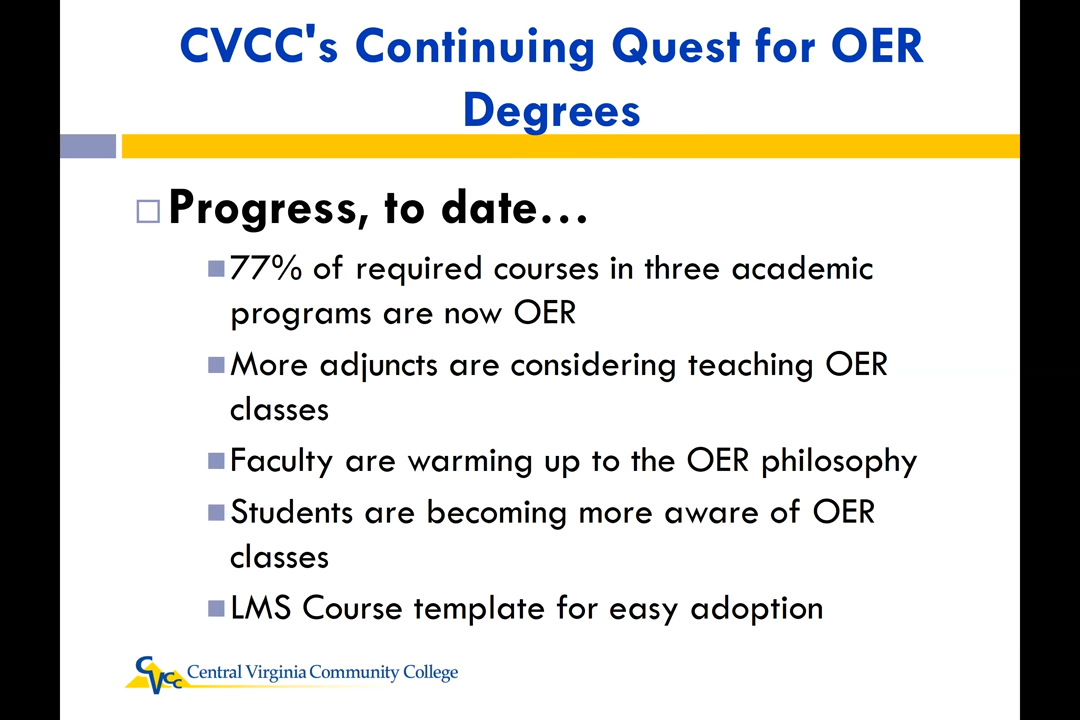 CVCC's Continuing Quest for OER
Degrees
Progress, to date...
77% of required courses in three academic
programs are now OER
More adjuncts are considering teaching OER
classes
Faculty are warming up to the OER philosophy
Students are becoming more aware of OER
classes
LMS Course template for easy adoption
CVCC Central Virginia Community College